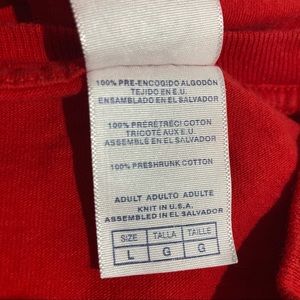 100% PRE-ENCOGIDO ALGODÓN
TEJIDO EN E.U.
ENSAMBLADO EN EL SALVADOR
100% PRÉRÉTRÉCI COTON
TRICOTÉ AUX E.U.
ASSEMBLÉ EN EL SALVADOR
100% PRESHRUNK COTTON
ADULT ADULTO ADULTE
KNIT IN U.S.A.
ASSEMBLED IN EL SALVADOR
SIZE TALLA TAILLE
L G G